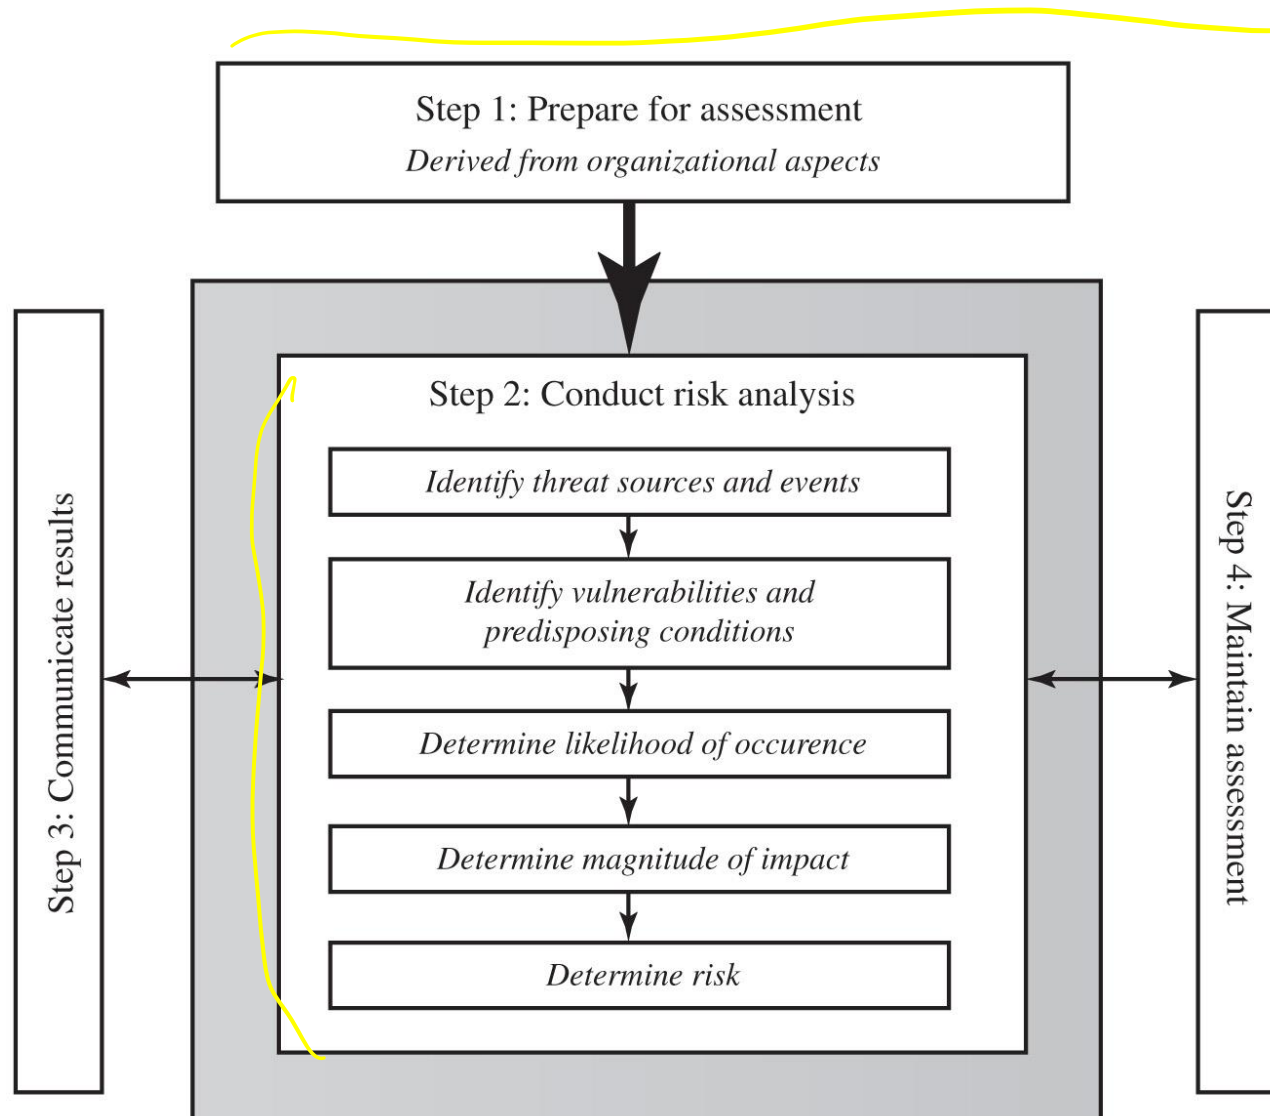 Step 1: Prepare for assessment
Derived from organizational aspects
Step 2: Conduct risk analysis
Identify threat sources and events
Identify vulnerabilities and
predisposing conditions
Determine likelihood of occurence
Determine magnitude of impact
Determine risk
Step 3: Communicate results
Step 4: Maintain assessment